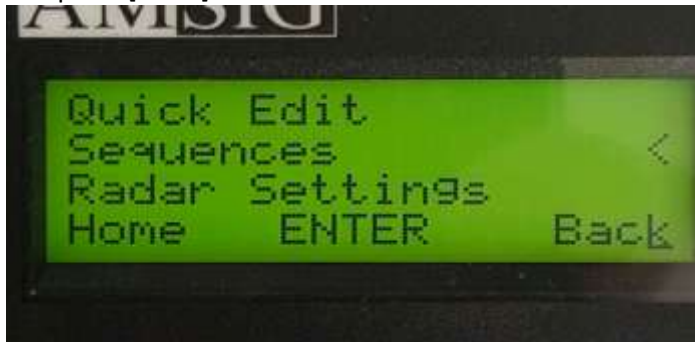 AMSIG
Quick Edit
Sequences <
Radar Settings
Home ENTER Back